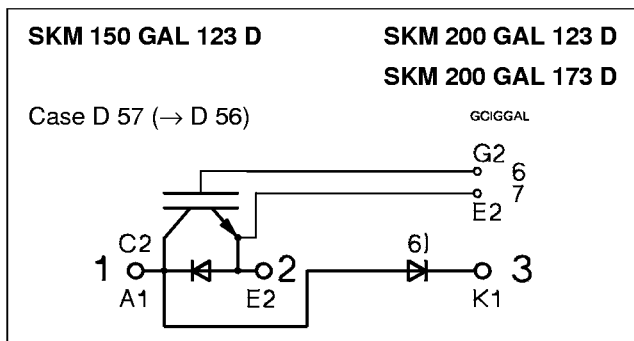 SKM 150 GAL 123 D SKM 200 GAL 123 D
SKM 200 GAL 173 D
Case D 57 (→ D 56) GCIGGAL
G2 6
7
E2
C2 6)
1 2 3
A1 E2 K1